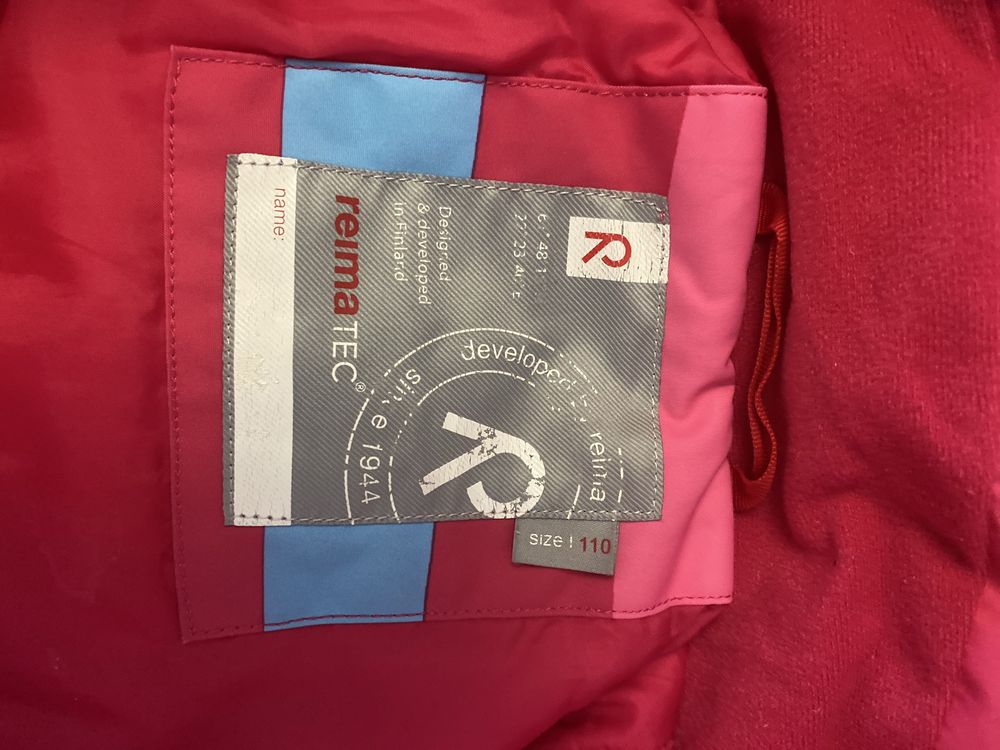 R
Designed
& developed
in Finland
reima TEC®
name:
developed by reima
since 1944
R
size | 110